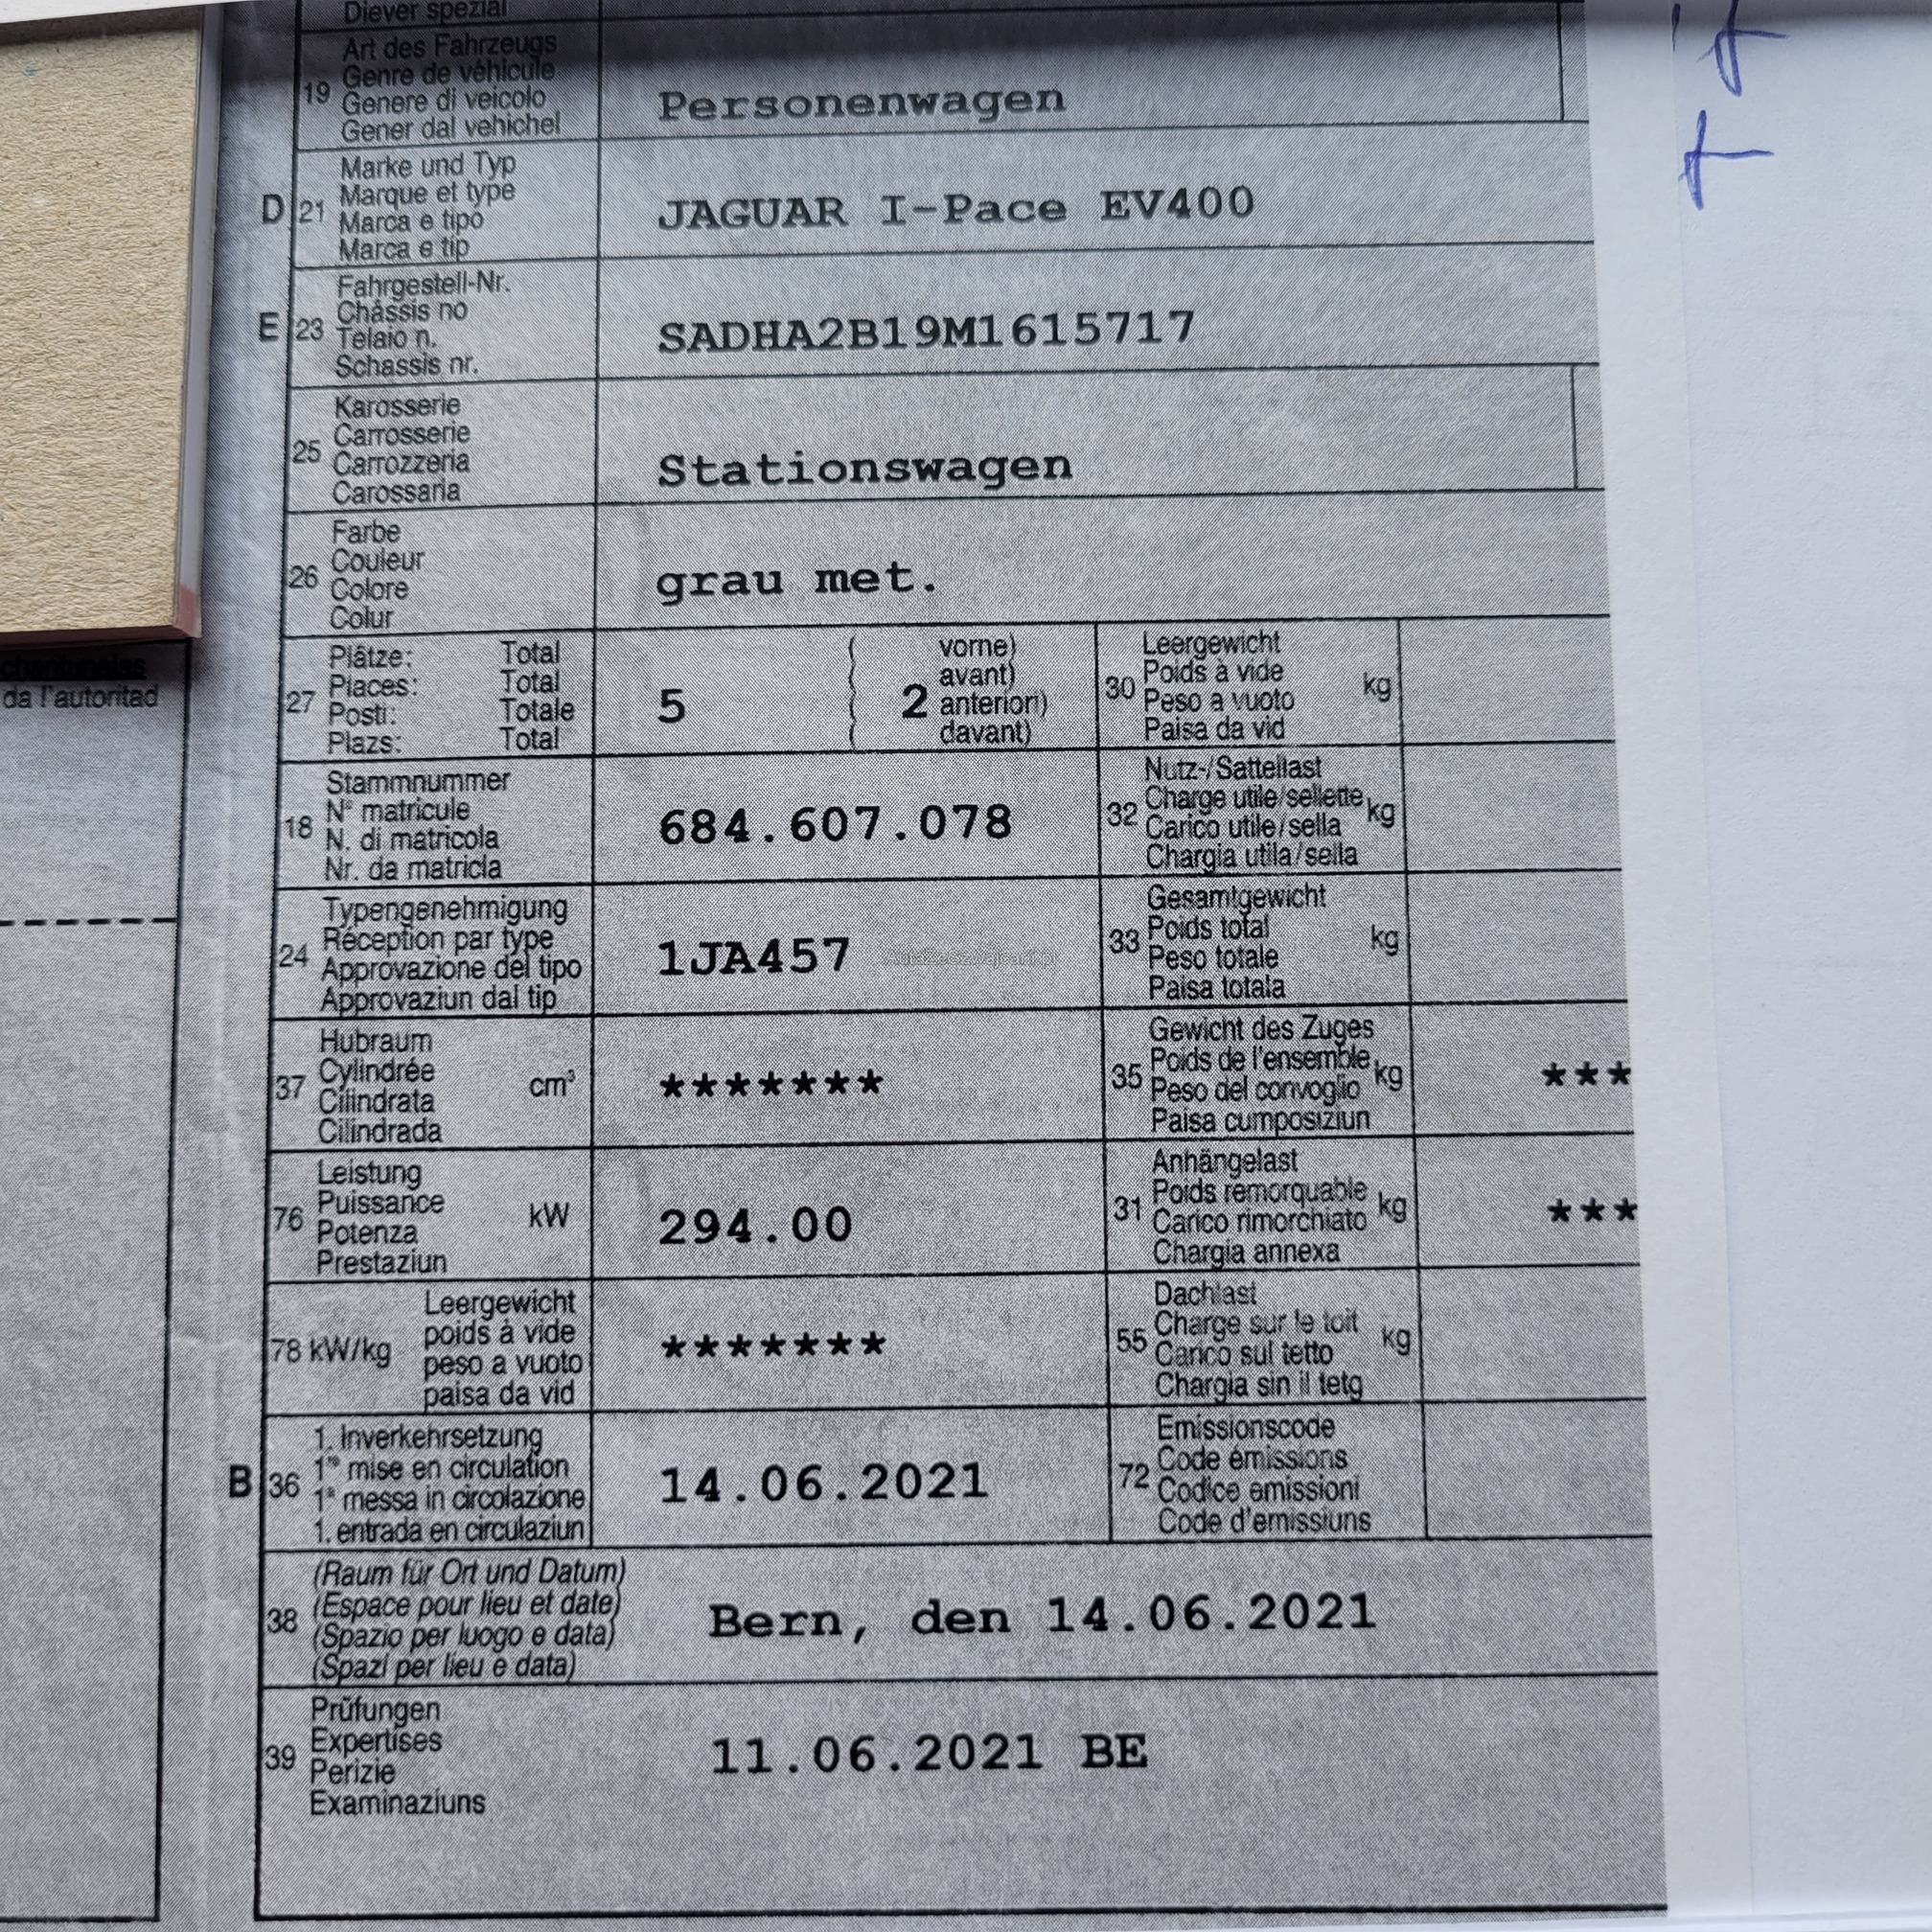 Diever spezial
19
Art des Fahrzeugs
Genre de véhicule
Genere di veicolo
Gener dal vehichel
Personenwagen
D 21
Marke und Typ
Marque et type
Marca e tipo
Marca e tip
JAGUAR I-Pace EV400
E 23
Fahrgestell-Nr.
Châssis no
Telaio n.
Schassis nr.
SADHA2B19M1615717
25
Karosserie
Carrosserie
Carrozzeria
Carossaria
Stationswagen
26
Farbe
Couleur
Colore
Colur
grau met.
27
Plätze: Total
Places: Total
Posti: Totale
Plazs: Total
5
2
vorne)
avant)
anteriori)
davant)
30
Leergewicht
Poids à vide
Peso a vuoto
Paisa da vid
kg
da l'autoritad
18
Stammnummer
N° matricule
N. di matricola
Nr. da matricla
684.607.078
32
Nutz-/Sattellast
Charge utile/sellette
Carico utile/sella
Chargia utila/sella
kg
24
Typengenehmigung
Réception par type
Approvazione del tipo
Approvaziun dal tip
1JA457
33
Gesamtgewicht
Poids total
Peso totale
Paisa totala
kg
37
Hubraum
Cylindrée
Cilindrata
Cilindrada
cm³
*******
35
Gewicht des Zuges
Poids de l'ensemble
Peso del convoglio
Paisa cumposiziun
kg
***
76
Leistung
Puissance
Potenza
Prestaziun
kW
294.00
31
Anhängelast
Poids remorquable
Carico rimorchiato
Chargia annexa
kg
***
78 kW/kg
Leergewicht
poids à vide
peso a vuoto
paisa da vid
*******
55
Dachlast
Charge sur le toit
Carico sul tetto
Chargia sin il tetg
kg
B 36
1. Inverkehrsetzung
1re mise en circulation
1a messa in circolazione
1. entrada en circulaziun
14.06.2021
72
Emissionscode
Code émissions
Codice emissioni
Code d'emissiuns
38
(Raum für Ort und Datum)
(Espace pour lieu et date)
(Spazio per luogo e data)
(Spazi per lieu e data)
Bern, den 14.06.2021
39
Prüfungen
Expertises
Perizie
Examinaziuns
11.06.2021 BE